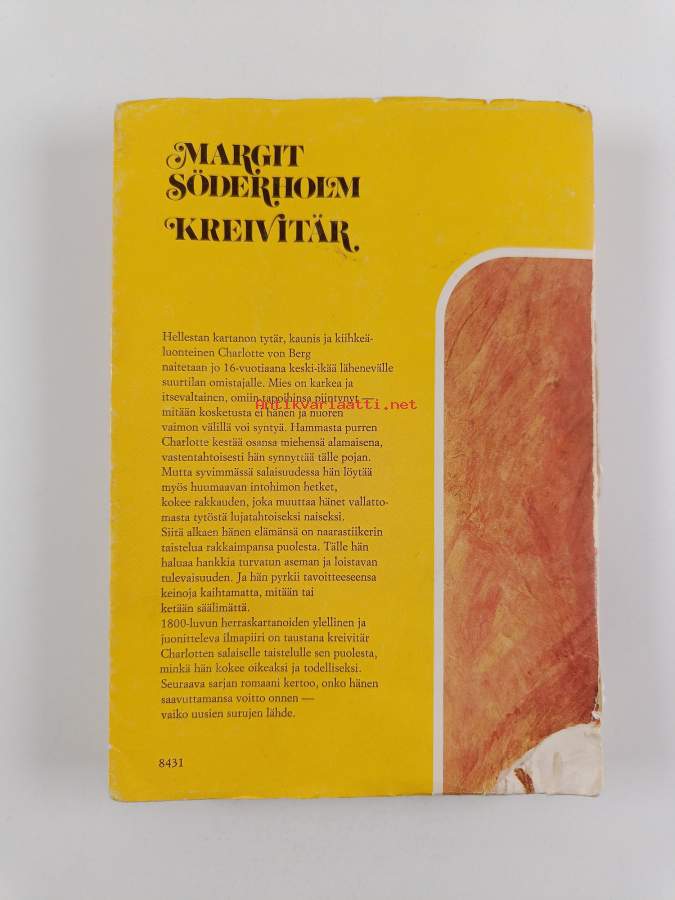 MARGIT
SÖDERHOLM
KREIVITÄR
Hellestan kartanon tytär, kaunis ja kiihkeä-
luonteinen Charlotte von Berg
naitetaan jo 16-vuotiaana keski-ikää lähenevälle
suurtilan omistajalle. Mies on karkea ja
itsevaltainen, omiin tapoihinsa piintynyt —
Antikvariaatti.net
mitään kosketusta ei hänen ja nuoren
vaimon välillä voi syntyä. Hammasta purren
Charlotte kestää osansa miehensä alamaisena,
vastentahtoisesti hän synnyttää tälle pojan.
Mutta syvimmässä salaisuudessa hän löytää
myös huumaavan intohimon hetket,
kokee rakkauden, joka muuttaa hänet vallatto-
masta tytöstä lujatahtoiseksi naiseksi.
Siitä alkaen hänen elämänsä on naarastiikerin
taistelua rakkaimpansa puolesta. Tälle hän
haluaa hankkia turvatun aseman ja loistavan
tulevaisuuden. Ja hän pyrkii tavoitteeseensa
keinoja kaihtamatta, mitään tai
ketään säälimättä.
1800-luvun herraskartanoiden ylellinen ja
juonitteleva ilmapiiri on taustana kreivitär
Charlotten salaiselle taistelulle sen puolesta,
minkä hän kokee oikeaksi ja todelliseksi.
Seuraava sarjan romaani kertoo, onko hänen
saavuttamansa voitto onnen —
vaiko uusien surujen lähde.
8431